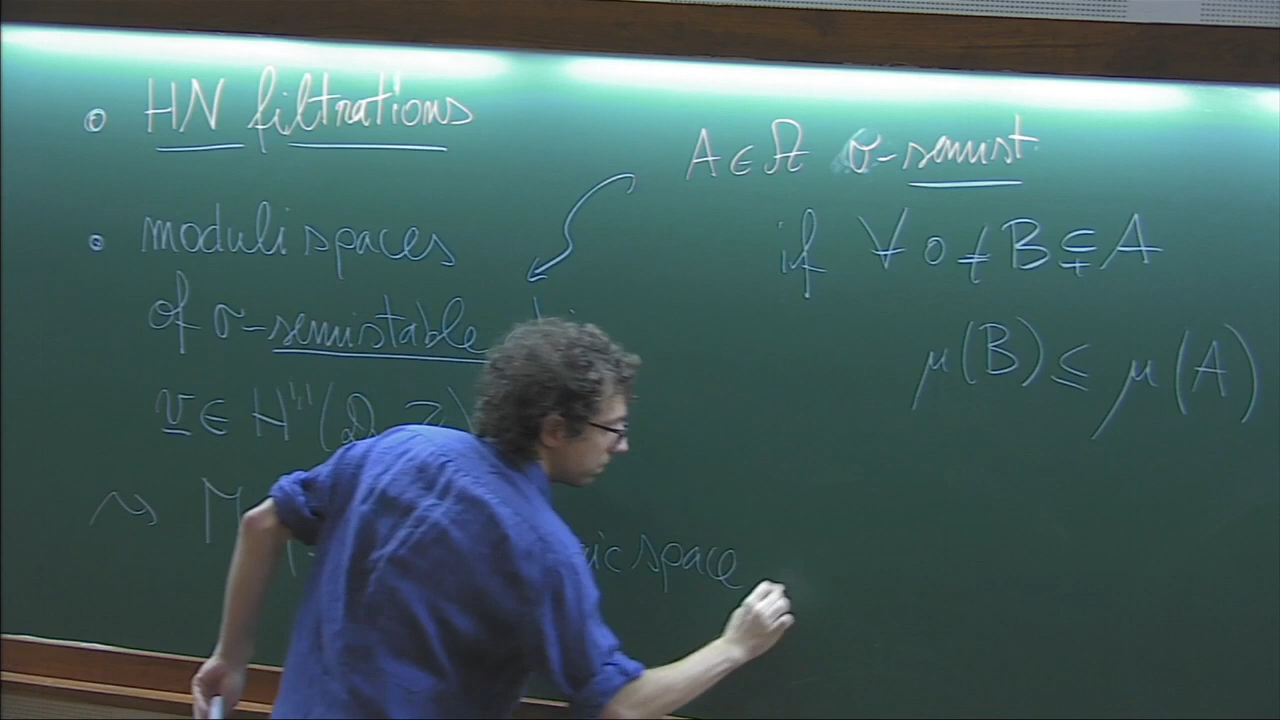 • HN filtrations
• moduli spaces
of σ-semistable
v ∈ H
M
space
A ∈ 𝒜 σ-semist.
if ∀ 0 ≠ B ⊊ A
μ(B) ≤ μ(A)